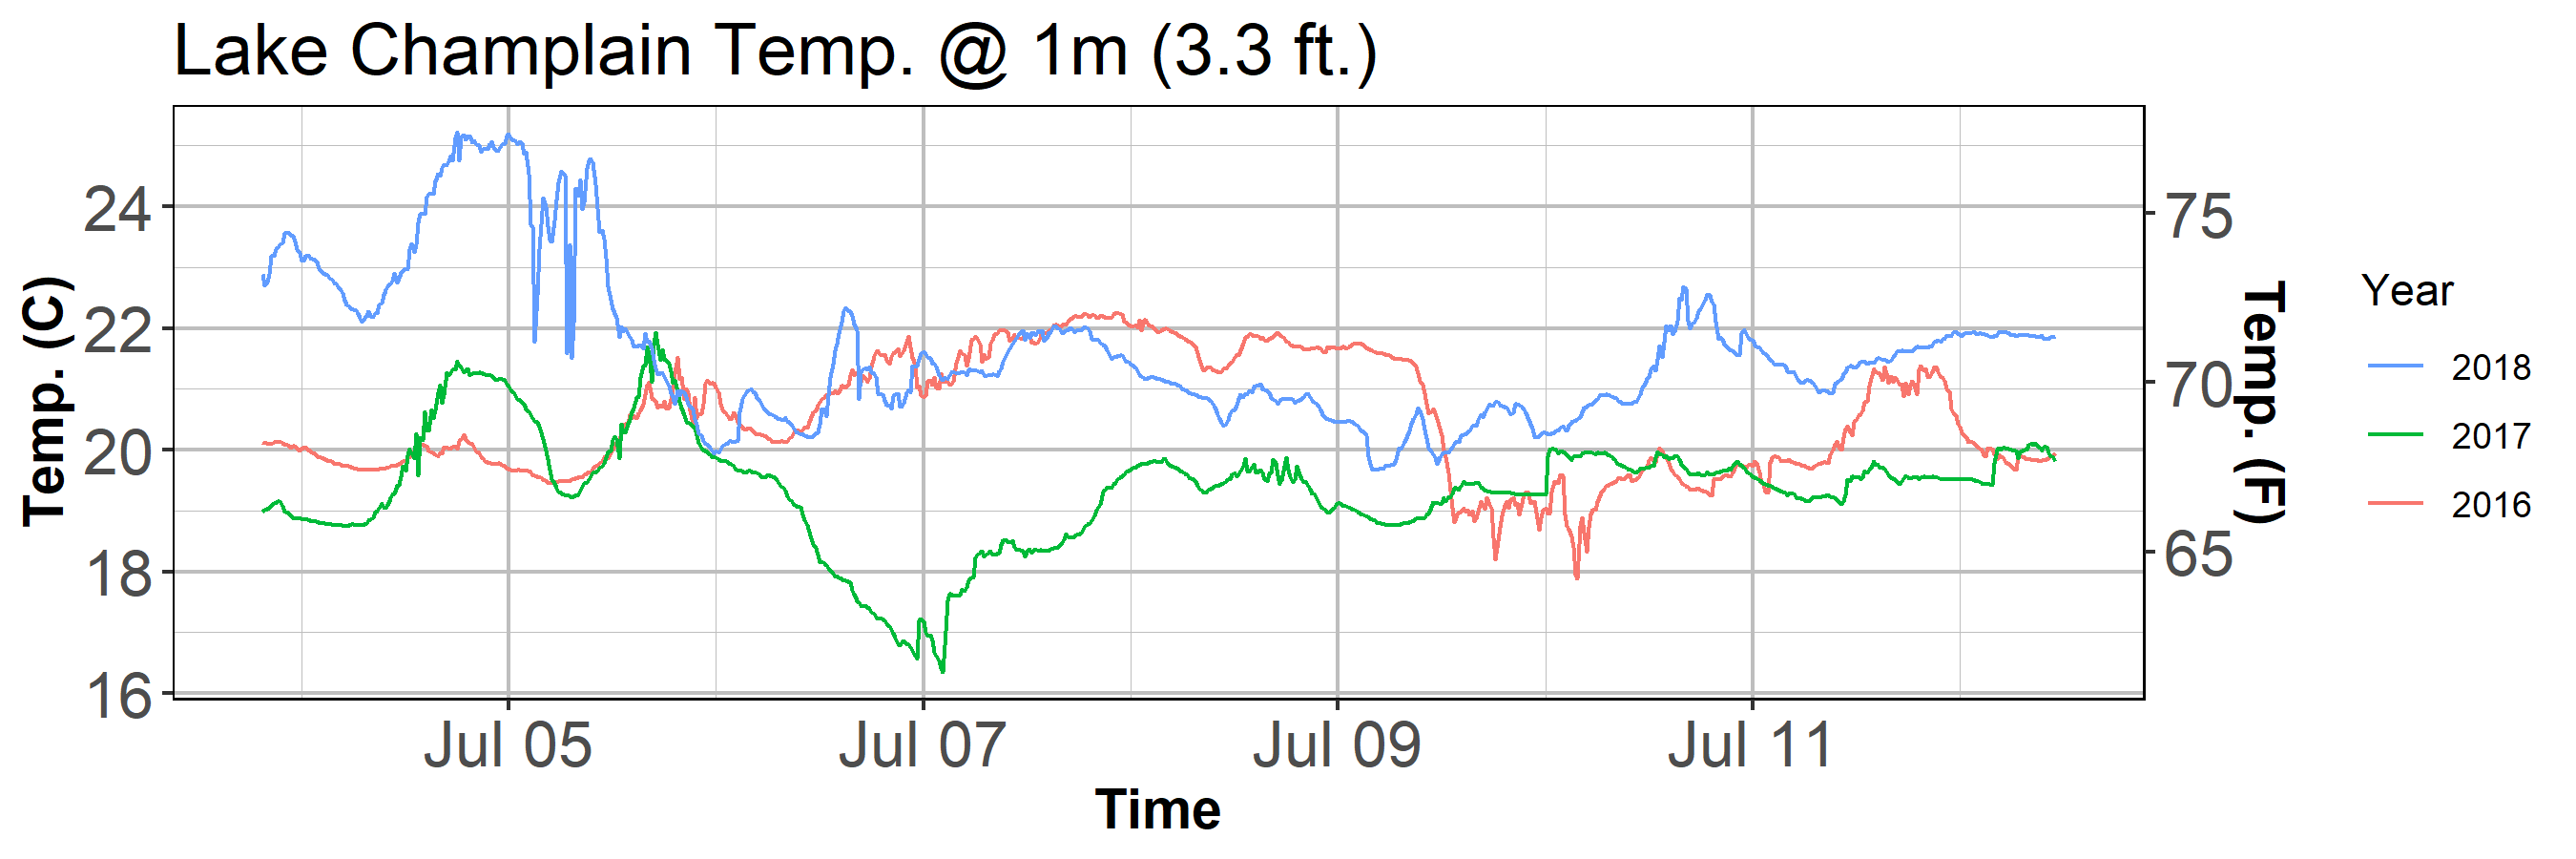 Lake Champlain Temp. @ 1m (3.3 ft.)
Temp. (C)
24
22
20
18
16
75
70
65
Temp. (F)
Jul 05
Jul 07
Jul 09
Jul 11
Time
Year
2018
2017
2016